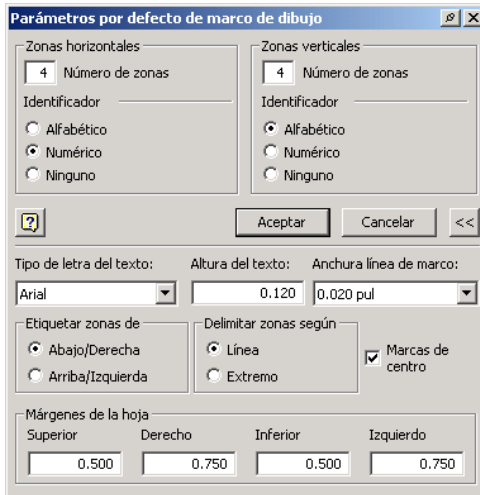 Parámetros por defecto de marco de dibujo
Zonas horizontales
4 Número de zonas
Identificador
Alfabético
Numérico
Ninguno
Zonas verticales
4 Número de zonas
Identificador
Alfabético
Numérico
Ninguno
Aceptar Cancelar <<
Tipo de letra del texto: Altura del texto: Anchura línea de marco:
Arial 0.120 0.020 pul
Etiquetar zonas de
Abajo/Derecha
Arriba/Izquierda
Delimitar zonas según
Línea
Extremo
Marcas de
centro
Márgenes de la hoja
Superior Derecho Inferior Izquierdo
0.500 0.750 0.500 0.750